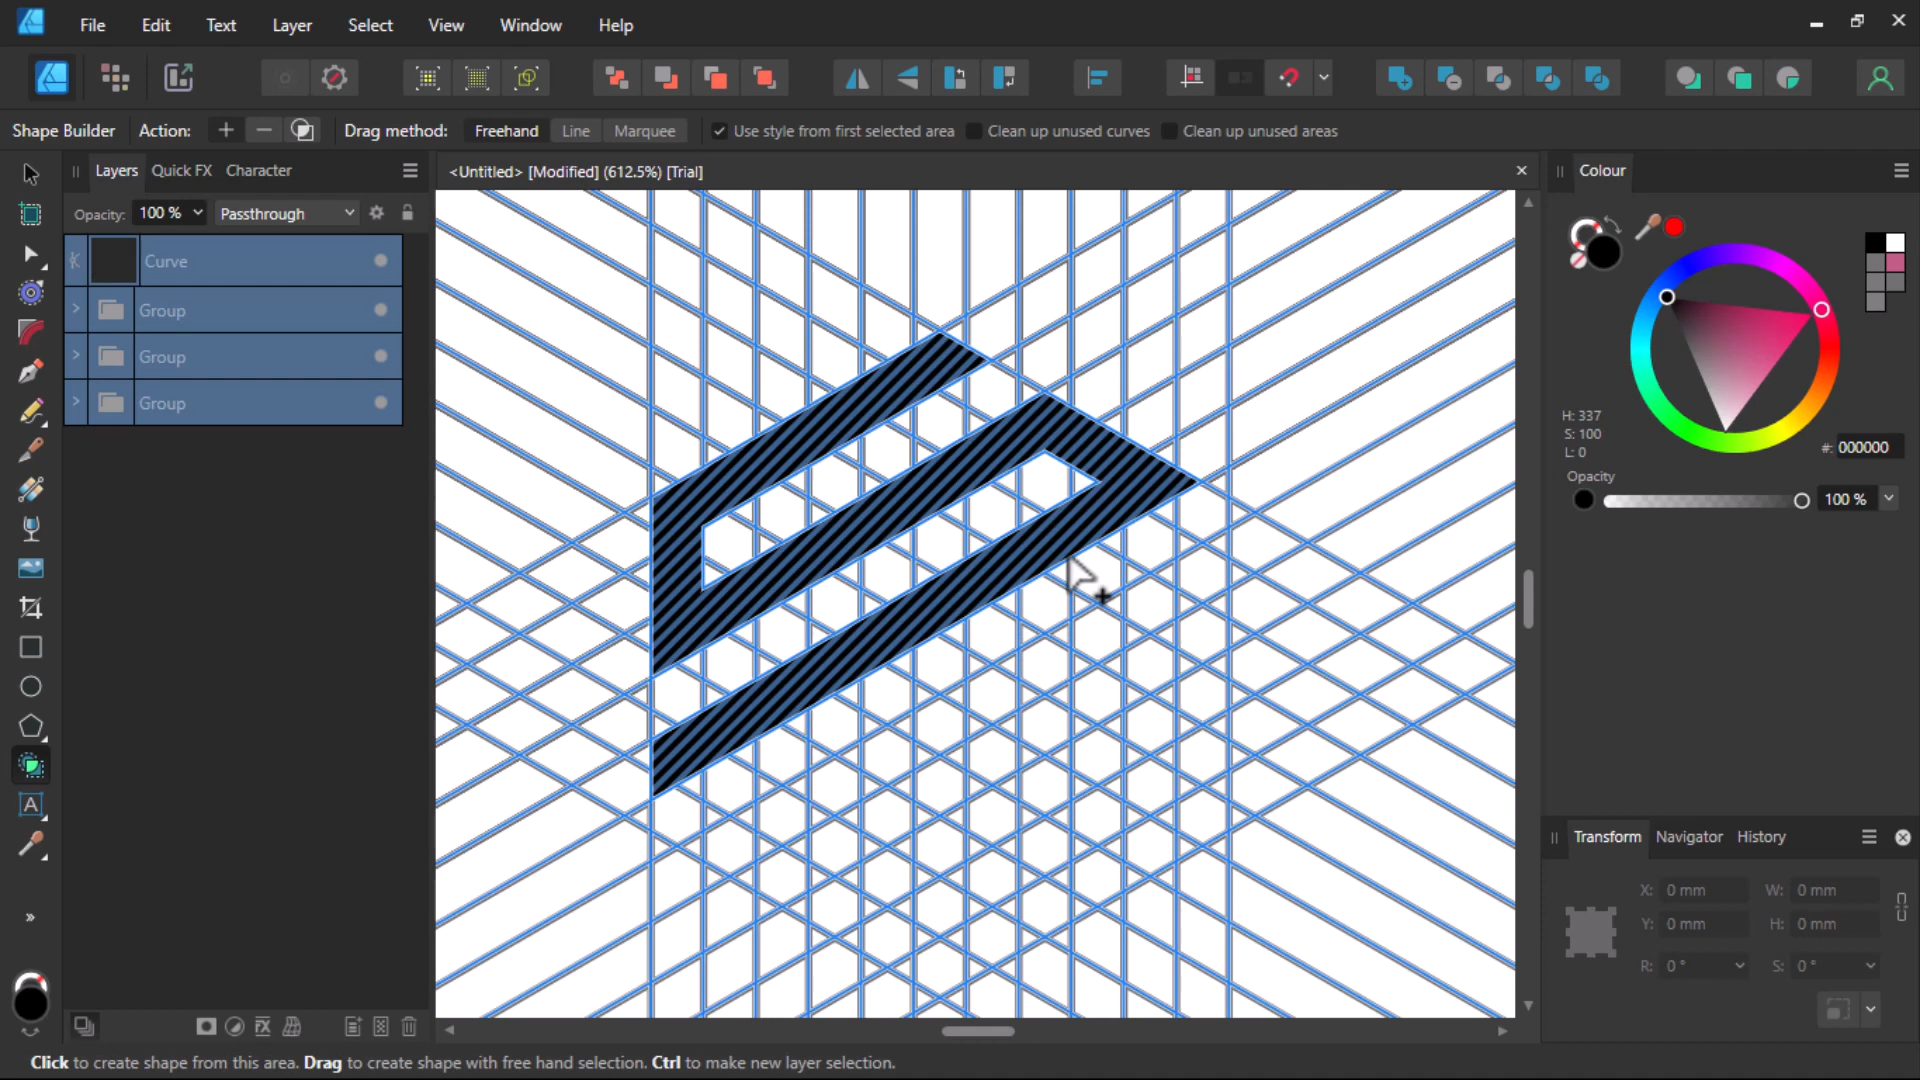 File Edit Text Layer Select View Window Help
Shape Builder Action: Drag method: Freehand Line Marquee Use style from first selected area Clean up unused curves Clean up unused areas
Layers Quick FX Character
<Untitled> [Modified] (612.5%) [Trial]
Colour
Opacity: 100 % Passthrough
Curve
Group
Group
Group
H: 337
S: 100
L: 0
#: 000000
Opacity
100 %
A
FX
Transform Navigator History
X: 0 mm W: 0 mm
Y: 0 mm H: 0 mm
R: 0 ° S: 0 °
Click to create shape from this area. Drag to create shape with free hand selection. Ctrl to make new layer selection.